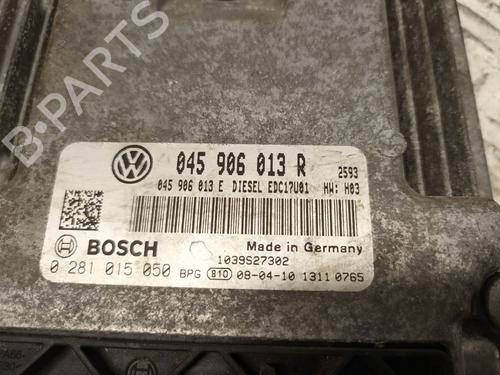 B-PARTS
045 906 013 R
2593
045 906 013 E DIESEL EDC17U01 HW: H03
BOSCH
Made in Germany
1039S27302
0 281 015 050 BPG 810 08-04-10 1311 0765